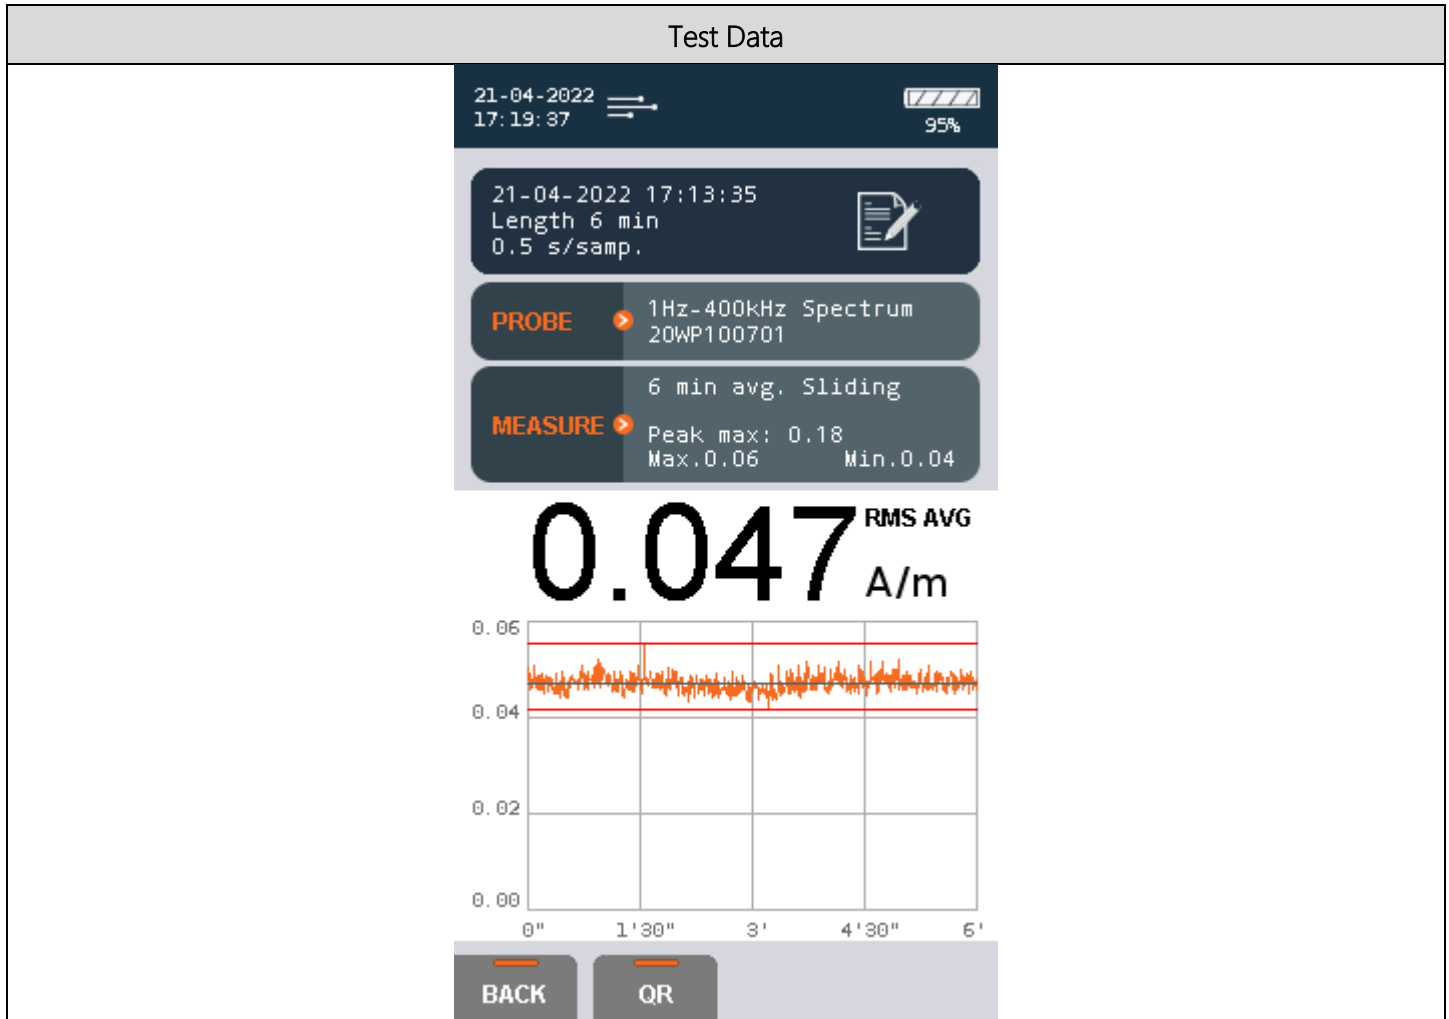 Test Data
21-04-2022
17:19:37
95%
21-04-2022 17:13:35
Length 6 min
0.5 s/samp.
PROBE
1Hz-400kHz Spectrum
20WP100701
MEASURE
6 min avg. Sliding
Peak max: 0.18
Max.0.06 Min.0.04
0.047 RMS AVG
A/m
0.06
0.04
0.02
0.00
0" 1'30" 3' 4'30" 6'
BACK QR